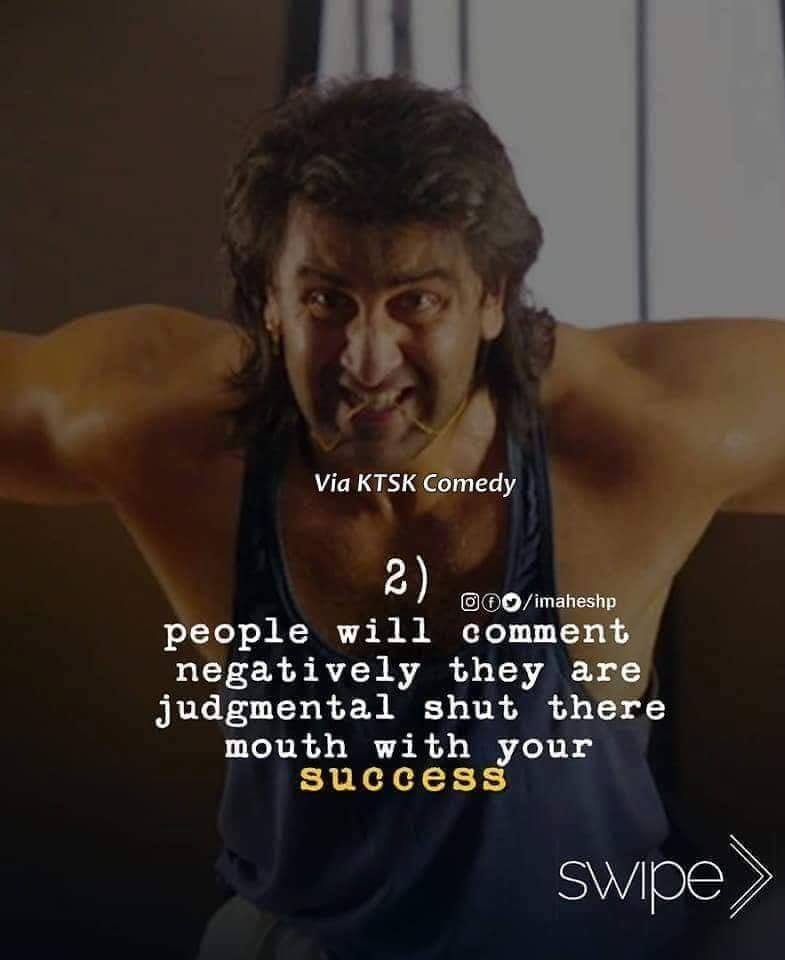 Via KTSK Comedy
2)
/imaheshp
people will comment
negatively they are
judgmental shut there
mouth with your
success
swipe